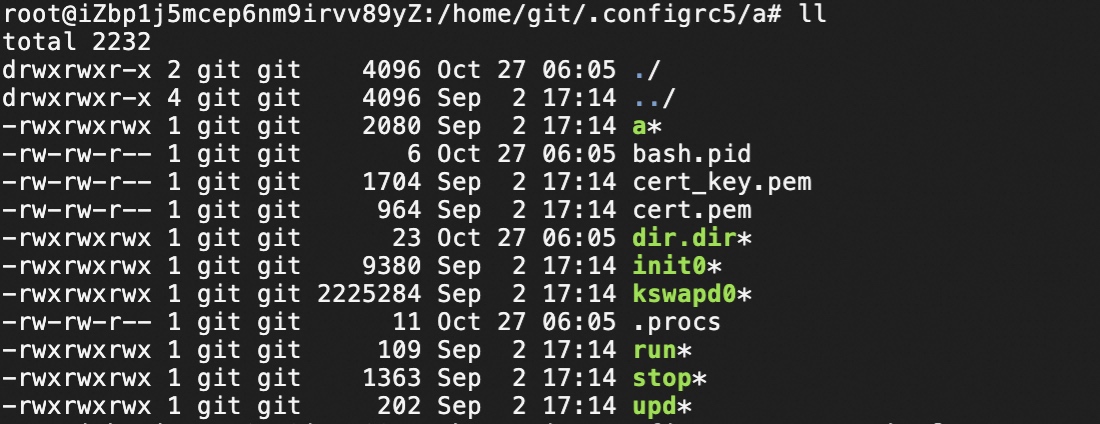 root@iZbp1j5mcep6nm9irvv89yZ:/home/git/.configrc5/a# ll
total 2232
drwxrwxr-x 2 git git    4096 Oct 27 06:05 ./
drwxrwxr-x 4 git git    4096 Sep  2 17:14 ../
-rwxrwxrwx 1 git git    2080 Sep  2 17:14 a*
-rw-rw-r-- 1 git git       6 Oct 27 06:05 bash.pid
-rw-rw-r-- 1 git git    1704 Sep  2 17:14 cert_key.pem
-rw-rw-r-- 1 git git     964 Sep  2 17:14 cert.pem
-rwxrwxrwx 1 git git      23 Oct 27 06:05 dir.dir*
-rwxrwxrwx 1 git git    9380 Sep  2 17:14 init0*
-rwxrwxrwx 1 git git 2225284 Sep  2 17:14 kswapd0*
-rw-rw-r-- 1 git git      11 Oct 27 06:05 .procs
-rwxrwxrwx 1 git git     109 Sep  2 17:14 run*
-rwxrwxrwx 1 git git    1363 Sep  2 17:14 stop*
-rwxrwxrwx 1 git git     202 Sep  2 17:14 upd*